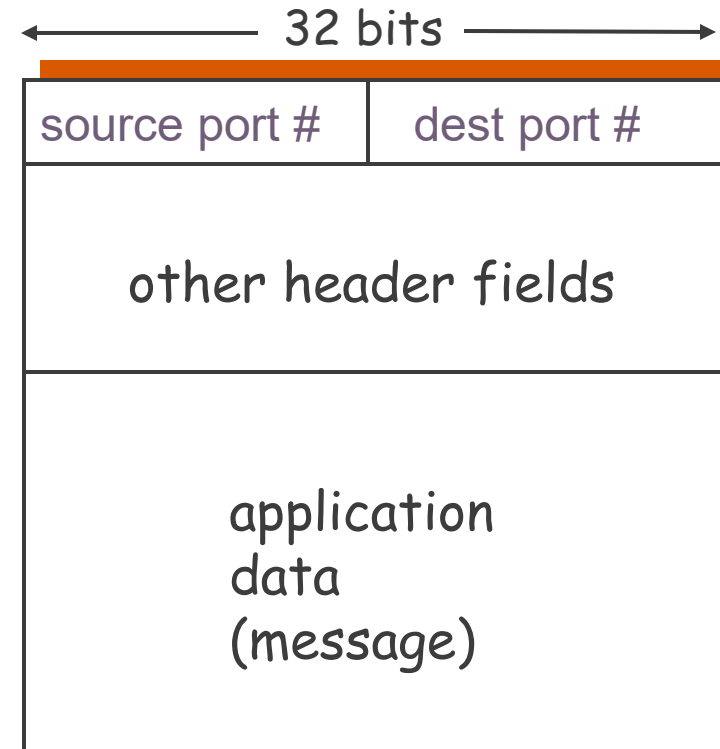 32 bits
source port #
dest port #
other header fields
application
data
(message)